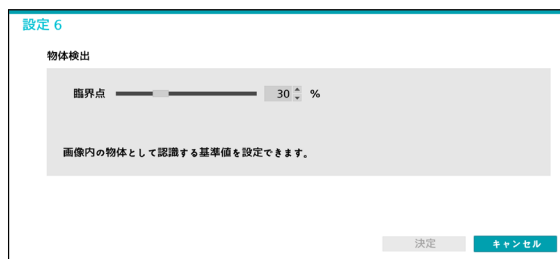 設定 6
物体検出
臨界点 30 %
画像内の物体として認識する基準値を設定できます。
決定 キャンセル